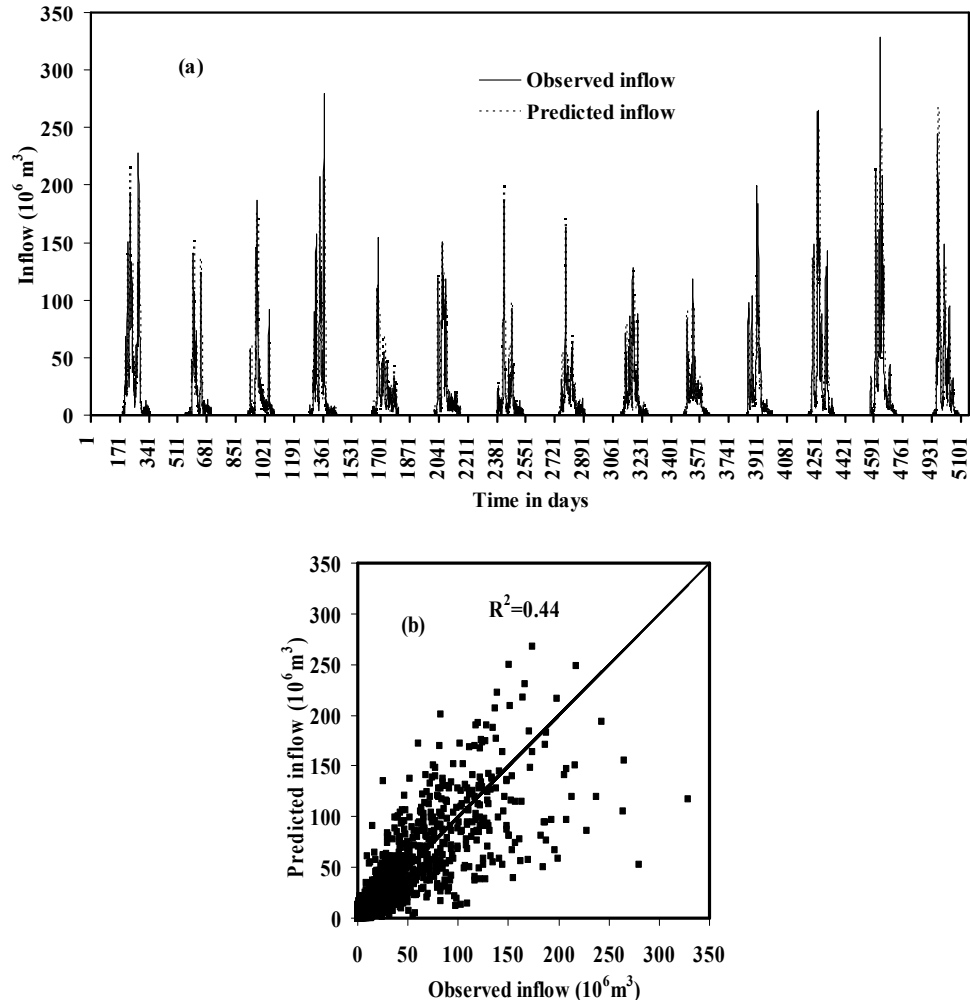 350
300
250
200
150
100
50
0
Inflow (10⁶ m³)
(a)
Observed inflow
Predicted inflow
1 171 341 511 681 851 1021 1191 1361 1531 1701 1871 2041 2211 2381 2551 2721 2891 3061 3231 3401 3571 3741 3911 4081 4251 4421 4591 4761 4931 5101
Time in days
350
300
250
200
150
100
50
0
Predicted inflow (10⁶m³)
(b)
R²=0.44
0 50 100 150 200 250 300 350
Observed inflow (10⁶m³)